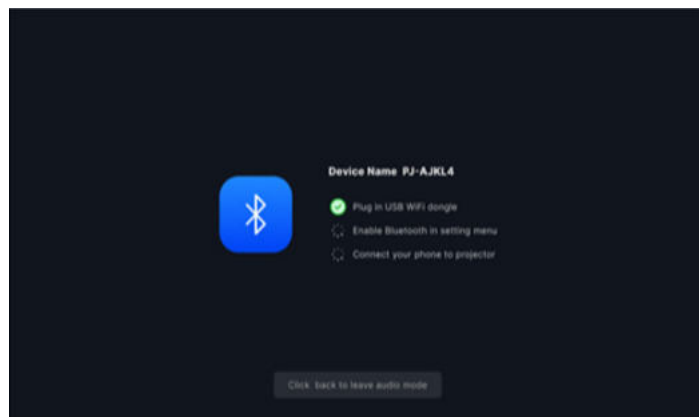 Device Name PJ-AJKL4
Plug in USB WiFi dongle
Enable Bluetooth in setting menu
Connect your phone to projector
Click back to leave audio mode